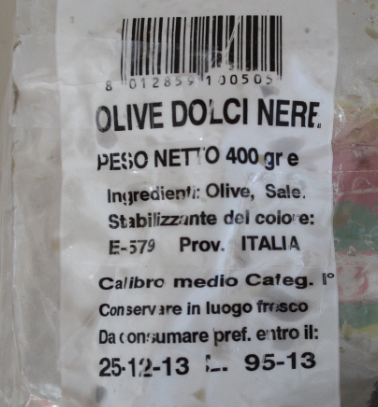 8 012859 100505
OLIVE DOLCI NERE
PESO NETTO 400 gr e
Ingredienti: Olive, Sale.
Stabilizzante del colore:
E-579 Prov. ITALIA
Calibro medio Categ. I°
Conservare in luogo fresco
Da consumare pref. entro il:
25-12-13 L. 95-13